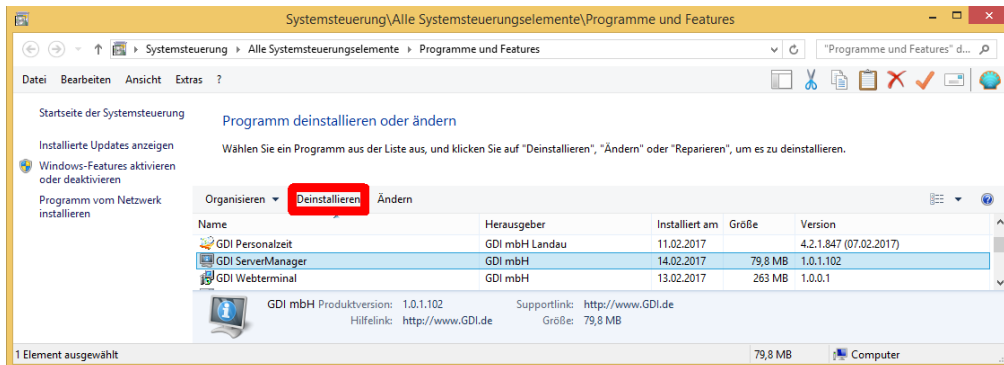 Systemsteuerung\Alle Systemsteuerungselemente\Programme und Features
Systemsteuerung Alle Systemsteuerungselemente Programme und Features "Programme und Features" d...
Datei Bearbeiten Ansicht Extras ?
Startseite der Systemsteuerung
Installierte Updates anzeigen
Windows-Features aktivieren
oder deaktivieren
Programm vom Netzwerk
installieren
Programm deinstallieren oder ändern
Wählen Sie ein Programm aus der Liste aus, und klicken Sie auf "Deinstallieren", "Ändern" oder "Reparieren", um es zu deinstallieren.
Organisieren Deinstallieren Ändern
Name Herausgeber Installiert am Größe Version
GDI Personalzeit GDI mbH Landau 11.02.2017 4.2.1.847 (07.02.2017)
GDI ServerManager GDI mbH 14.02.2017 79,8 MB 1.0.1.102
GDI Webterminal GDI mbH 13.02.2017 263 MB 1.0.0.1
GDI mbH Produktversion: 1.0.1.102 Supportlink: http://www.GDI.de
Hilfelink: http://www.GDI.de Größe: 79,8 MB
1 Element ausgewählt 79,8 MB Computer